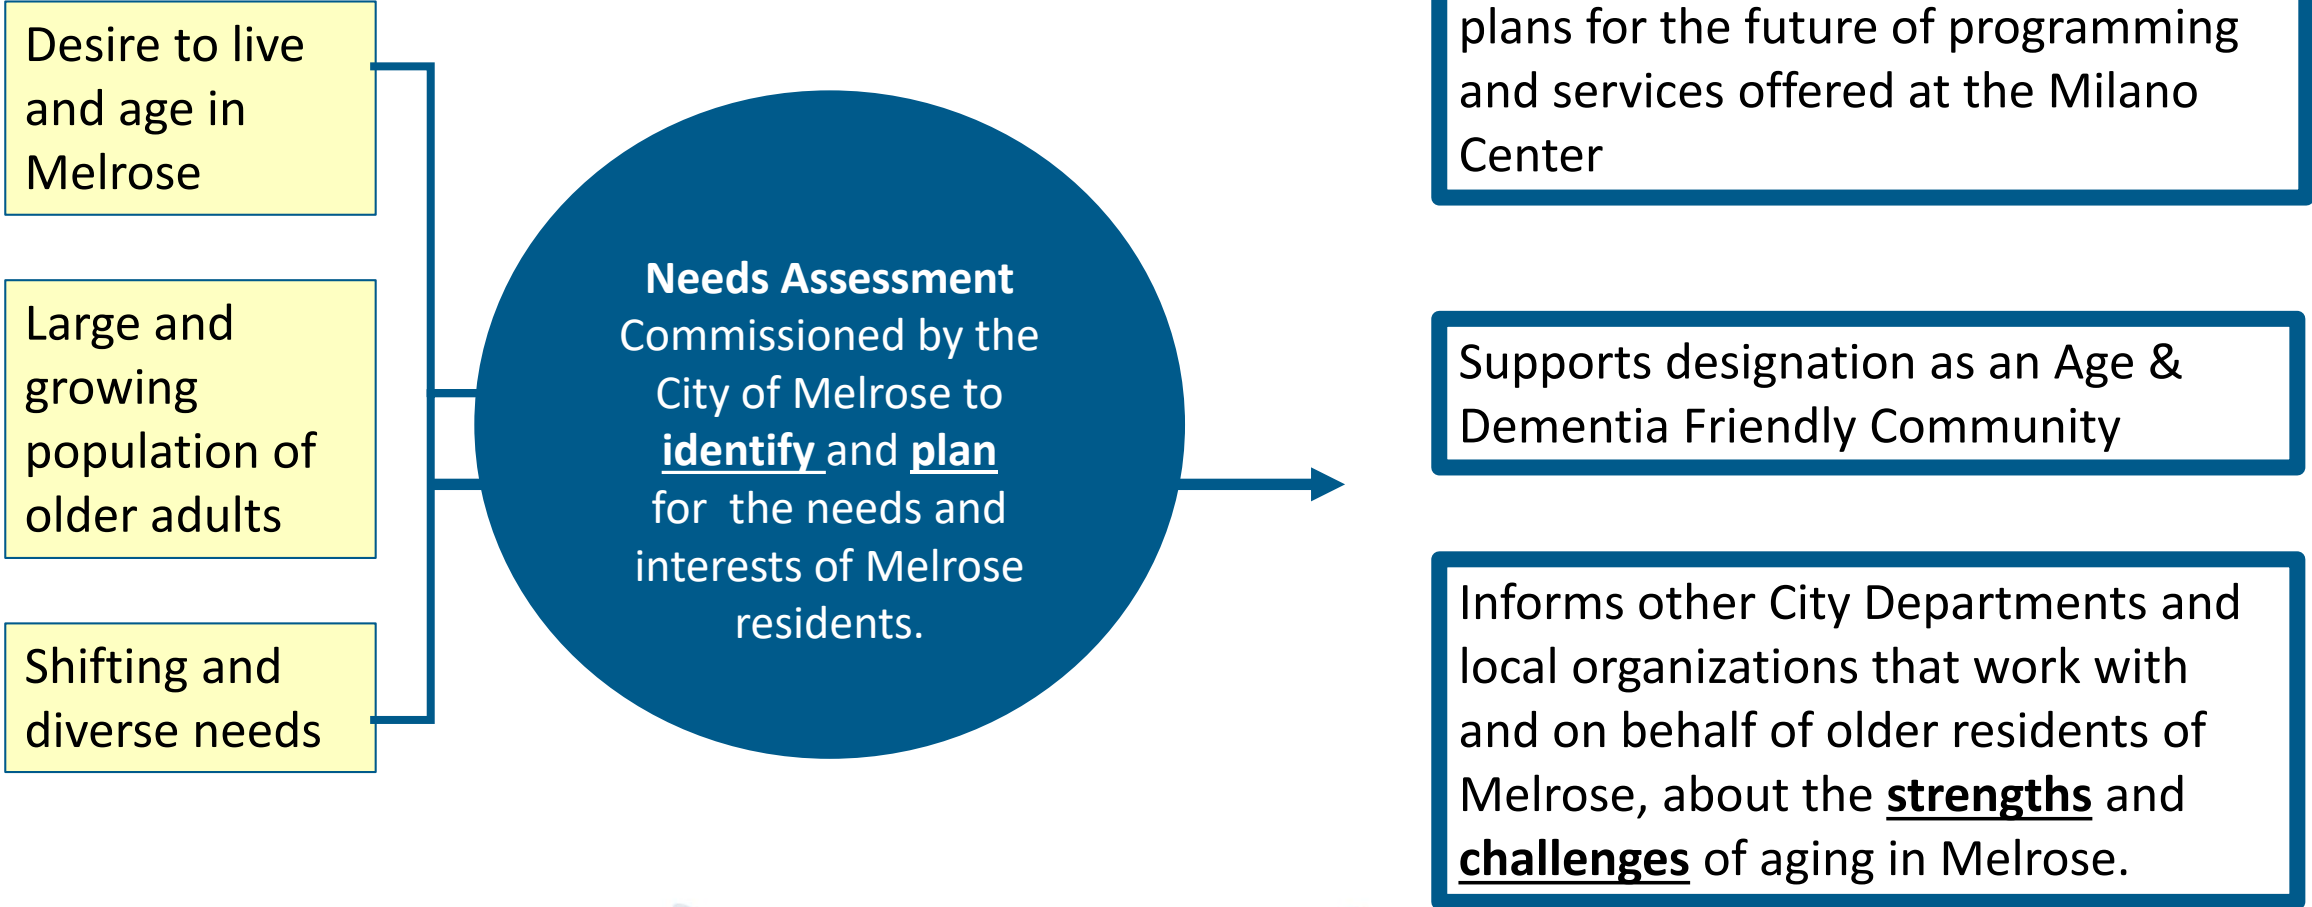 Desire to live
and age in
Melrose
Large and
growing
population of
older adults
Shifting and
diverse needs
Needs Assessment
Commissioned by the
City of Melrose to
identify and plan
for  the needs and
interests of Melrose
residents.
plans for the future of programming
and services offered at the Milano
Center
Supports designation as an Age &
Dementia Friendly Community
Informs other City Departments and
local organizations that work with
and on behalf of older residents of
Melrose, about the strengths and
challenges of aging in Melrose.